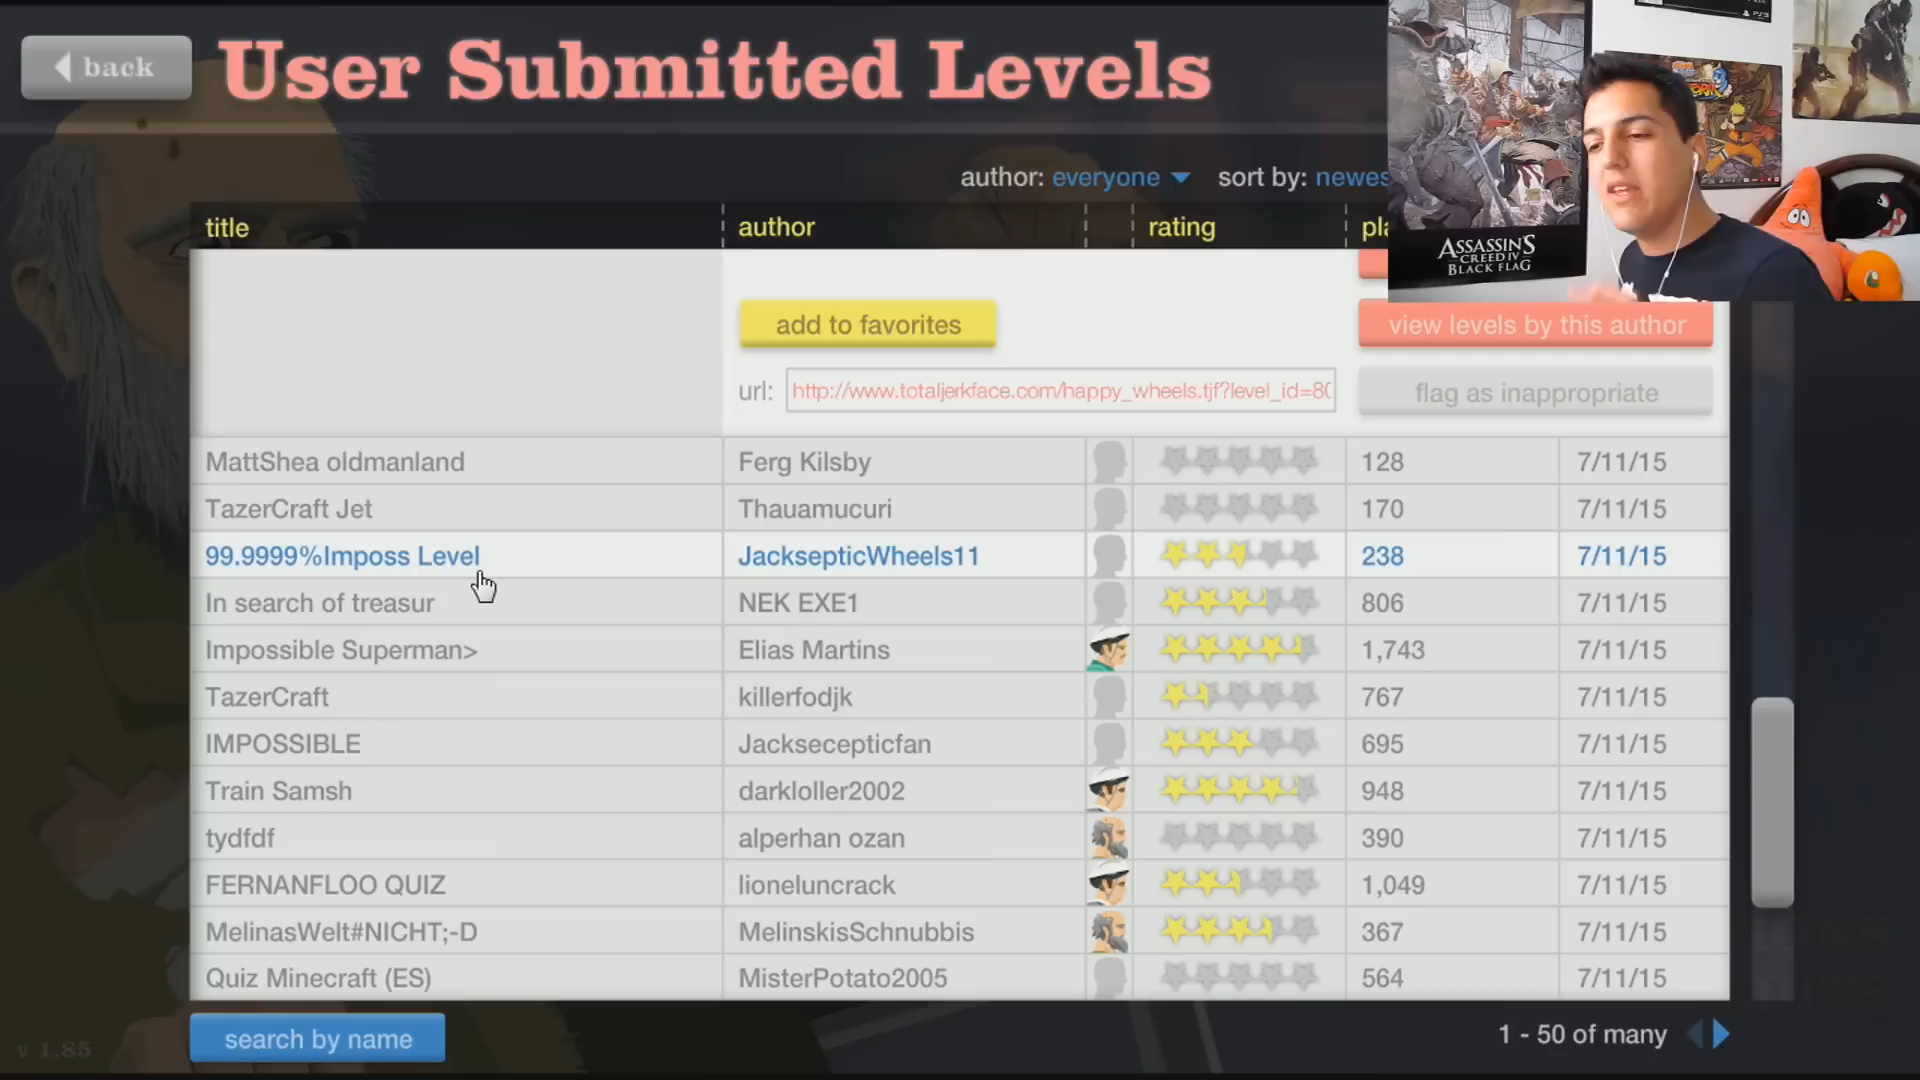 back
User Submitted Levels
author: everyone sort by: newes
title author rating pla
ASSASSIN'S
CREED IV
BLACK FLAG
add to favorites
view levels by this author
url: http://www.totaljerkface.com/happy_wheels.tjf?level_id=80
flag as inappropriate
MattShea oldmanland Ferg Kilsby 128 7/11/15
TazerCraft Jet Thauamucuri 170 7/11/15
99.9999%Imposs Level JacksepticWheels11 238 7/11/15
In search of treasur NEK EXE1 806 7/11/15
Impossible Superman> Elias Martins 1,743 7/11/15
TazerCraft killerfodjk 767 7/11/15
IMPOSSIBLE Jacksecepticfan 695 7/11/15
Train Samsh darkloller2002 948 7/11/15
tydfdf alperhan ozan 390 7/11/15
FERNANFLOO QUIZ lioneluncrack 1,049 7/11/15
MelinasWelt#NICHT;-D MelinskisSchnubbis 367 7/11/15
Quiz Minecraft (ES) MisterPotato2005 564 7/11/15
search by name
1 - 50 of many
v 1.85